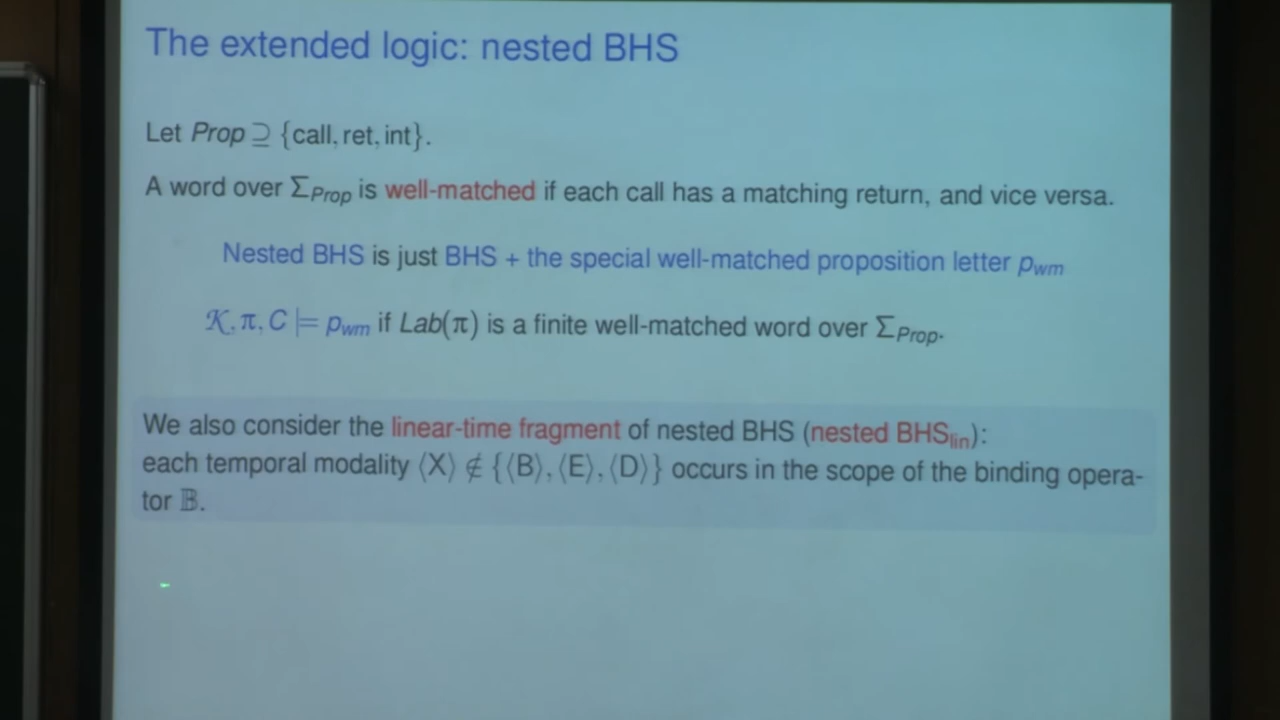 The extended logic: nested BHS
Let Prop ⊇ {call, ret, int}.
A word over Σ_Prop is well-matched if each call has a matching return, and vice versa.
Nested BHS is just BHS + the special well-matched proposition letter p_wm
𝒦, π, C ⊨ p_wm if Lab(π) is a finite well-matched word over Σ_Prop.
We also consider the linear-time fragment of nested BHS (nested BHS_lin):
each temporal modality ⟨X⟩ ∉ {⟨B⟩, ⟨E⟩, ⟨D⟩} occurs in the scope of the binding opera-
tor 𝔹.